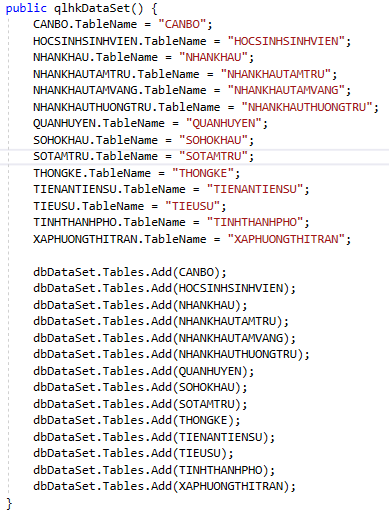 public qlhkDataSet() {
CANBO.TableName = "CANBO";
HOCSINHSINHVIEN.TableName = "HOCSINHSINHVIEN";
NHANKHAU.TableName = "NHANKHAU";
NHANKHAUTAMTRU.TableName = "NHANKHAUTAMTRU";
NHANKHAUTAMVANG.TableName = "NHANKHAUTAMVANG";
NHANKHAUTHUONGTRU.TableName = "NHANKHAUTHUONGTRU";
QUANHUYEN.TableName = "QUANHUYEN";
SOHOKHAU.TableName = "SOHOKHAU";
SOTAMTRU.TableName = "SOTAMTRU";
THONGKE.TableName = "THONGKE";
TIENANTIENSU.TableName = "TIENANTIENSU";
TIEUSU.TableName = "TIEUSU";
TINHTHANHPHO.TableName = "TINHTHANHPHO";
XAPHUONGTHITRAN.TableName = "XAPHUONGTHITRAN";
dbDataSet.Tables.Add(CANBO);
dbDataSet.Tables.Add(HOCSINHSINHVIEN);
dbDataSet.Tables.Add(NHANKHAU);
dbDataSet.Tables.Add(NHANKHAUTAMTRU);
dbDataSet.Tables.Add(NHANKHAUTAMVANG);
dbDataSet.Tables.Add(NHANKHAUTHUONGTRU);
dbDataSet.Tables.Add(QUANHUYEN);
dbDataSet.Tables.Add(SOHOKHAU);
dbDataSet.Tables.Add(SOTAMTRU);
dbDataSet.Tables.Add(THONGKE);
dbDataSet.Tables.Add(TIENANTIENSU);
dbDataSet.Tables.Add(TIEUSU);
dbDataSet.Tables.Add(TINHTHANHPHO);
dbDataSet.Tables.Add(XAPHUONGTHITRAN);
}